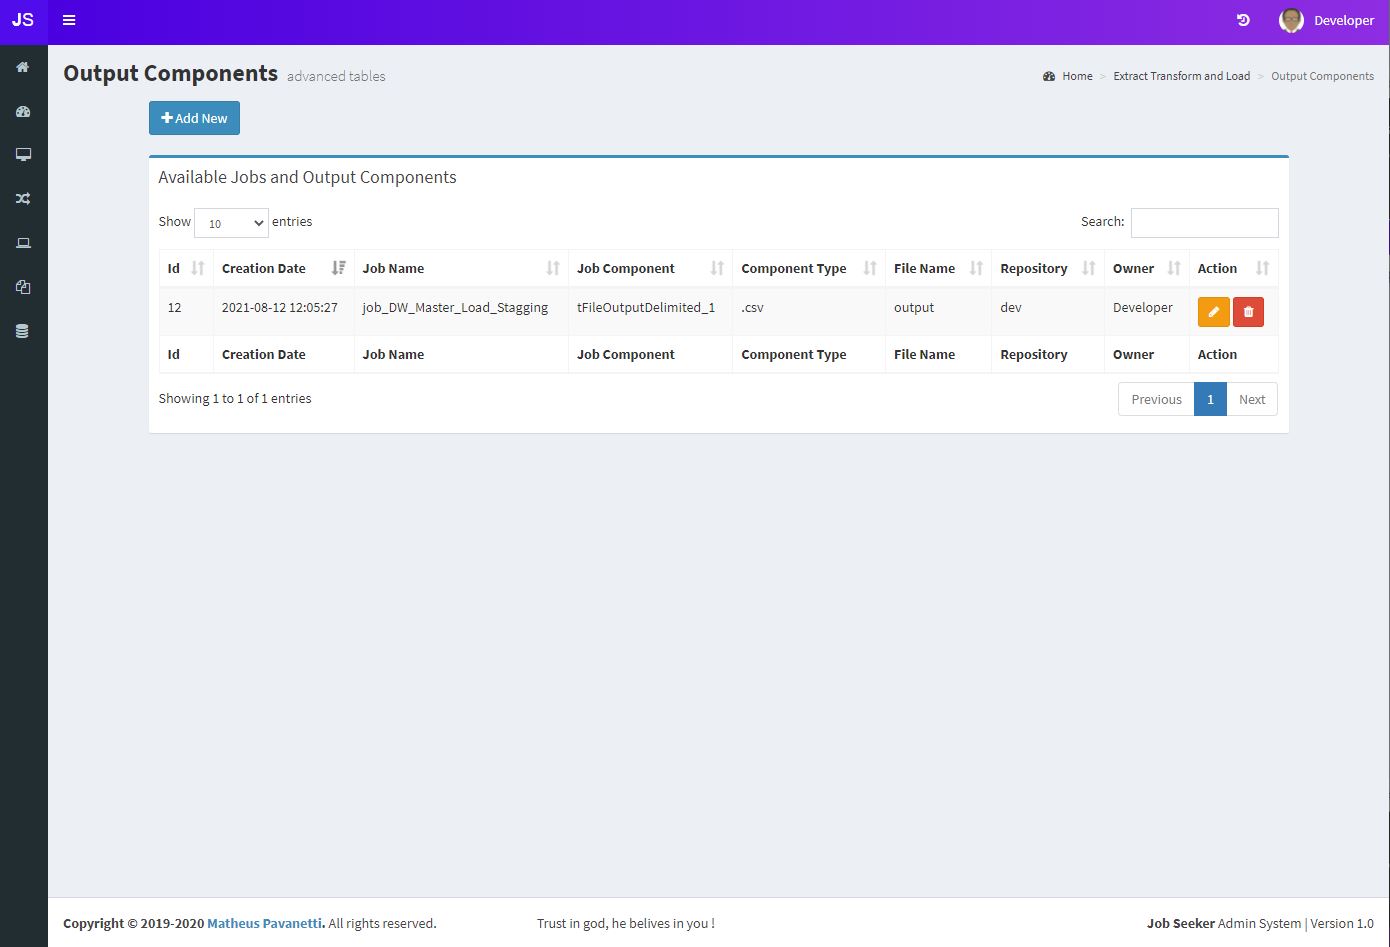 JS Developer
Output Components advanced tables Home > Extract Transform and Load > Output Components
Add New
Available Jobs and Output Components
Show 10 entries Search:
Id Creation Date Job Name Job Component Component Type File Name Repository Owner Action
12 2021-08-12 12:05:27 job_DW_Master_Load_Stagging tFileOutputDelimited_1 .csv output dev Developer
Id Creation Date Job Name Job Component Component Type File Name Repository Owner Action
Showing 1 to 1 of 1 entries Previous 1 Next
Copyright © 2019-2020 Matheus Pavanetti. All rights reserved. Trust in god, he belives in you ! Job Seeker Admin System | Version 1.0